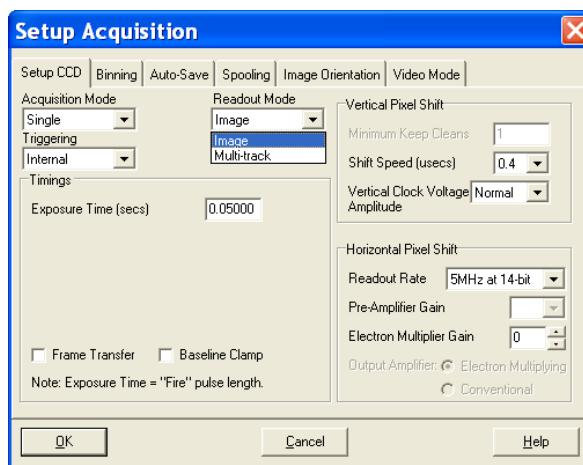 Setup Acquisition
Setup CCD Binning Auto-Save Spooling Image Orientation Video Mode
Acquisition Mode
Single
Readout Mode
Image
Image
Multi-track
Triggering
Internal
Timings
Exposure Time (secs) 0.05000
Frame Transfer Baseline Clamp
Note: Exposure Time = "Fire" pulse length.
Vertical Pixel Shift
Minimum Keep Cleans 1
Shift Speed (usecs) 0.4
Vertical Clock Voltage Normal
Amplitude
Horizontal Pixel Shift
Readout Rate 5MHz at 14-bit
Pre-Amplifier Gain
Electron Multiplier Gain 0
Output Amplifier: Electron Multiplying
Conventional
OK Cancel Help